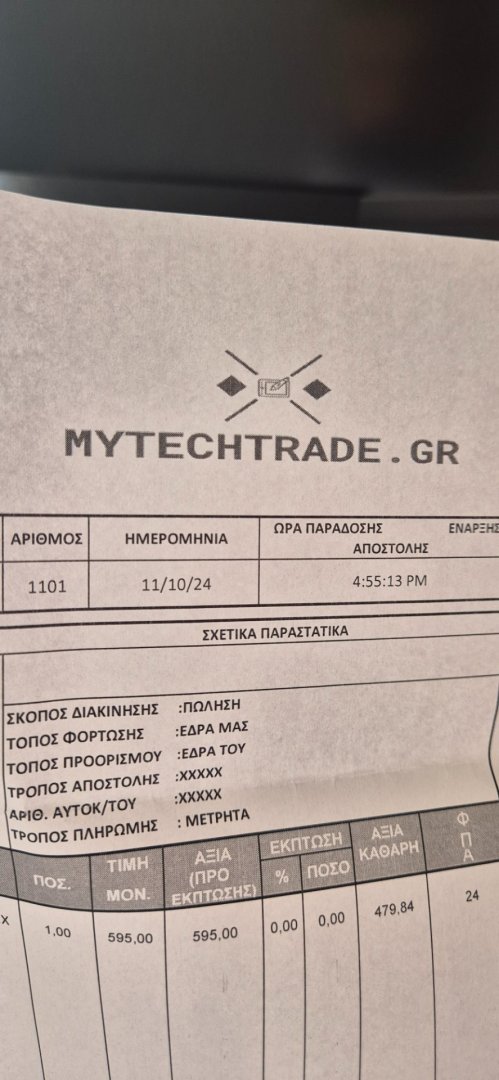 MYTECHTRADE.GR
ΑΡΙΘΜΟΣ ΗΜΕΡΟΜΗΝΙΑ ΩΡΑ ΠΑΡΑΔΟΣΗΣ ΕΝΑΡΞΗΣ
ΑΠΟΣΤΟΛΗΣ
1101 11/10/24 4:55:13 PM
ΣΧΕΤΙΚΑ ΠΑΡΑΣΤΑΤΙΚΑ
ΣΚΟΠΟΣ ΔΙΑΚΙΝΗΣΗΣ :ΠΩΛΗΣΗ
ΤΟΠΟΣ ΦΟΡΤΩΣΗΣ :ΕΔΡΑ ΜΑΣ
ΤΟΠΟΣ ΠΡΟΟΡΙΣΜΟΥ :ΕΔΡΑ ΤΟΥ
ΤΡΟΠΟΣ ΑΠΟΣΤΟΛΗΣ :XXXXX
ΑΡΙΘ. ΑΥΤΟΚ/ΤΟΥ :XXXXX
ΤΡΟΠΟΣ ΠΛΗΡΩΜΗΣ : ΜΕΤΡΗΤΑ
ΠΟΣ. ΤΙΜΗ ΜΟΝ. ΑΞΙΑ (ΠΡΟ ΕΚΠΤΩΣΗΣ) ΕΚΠΤΩΣΗ % ΠΟΣΟ ΑΞΙΑ ΚΑΘΑΡΗ ΦΠΑ
X 1,00 595,00 595,00 0,00 0,00 479,84 24